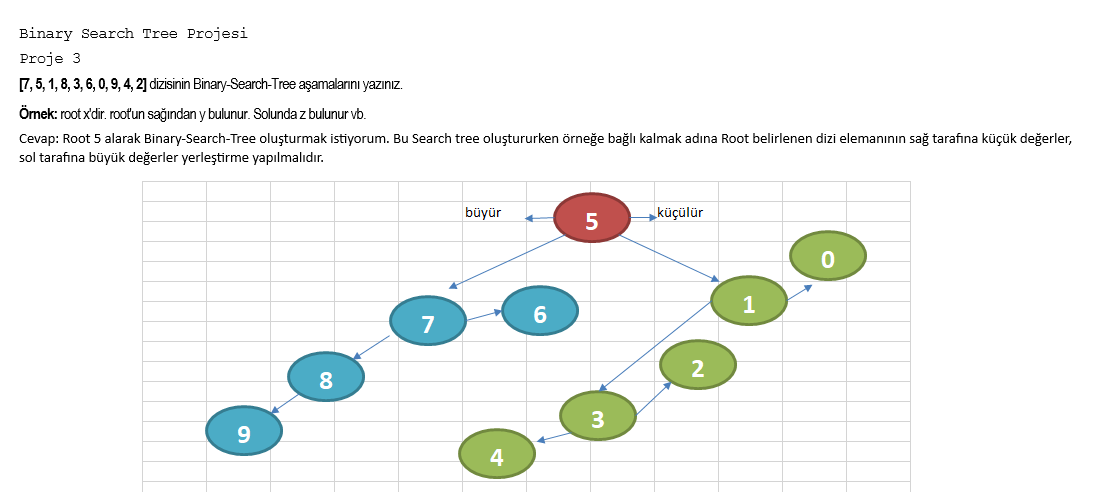 Binary Search Tree Projesi
Proje 3
[7, 5, 1, 8, 3, 6, 0, 9, 4, 2] dizisinin Binary-Search-Tree aşamalarını yazınız.
Örnek: root x'dir. root'un sağından y bulunur. Solunda z bulunur vb.
Cevap: Root 5 alarak Binary-Search-Tree oluşturmak istiyorum. Bu Search tree oluştururken örneğe bağlı kalmak adına Root belirlenen dizi elemanının sağ tarafına küçük değerler,
sol tarafına büyük değerler yerleştirme yapılmalıdır.
büyür 5 küçülür
0
1
6
7
2
8
3
9
4